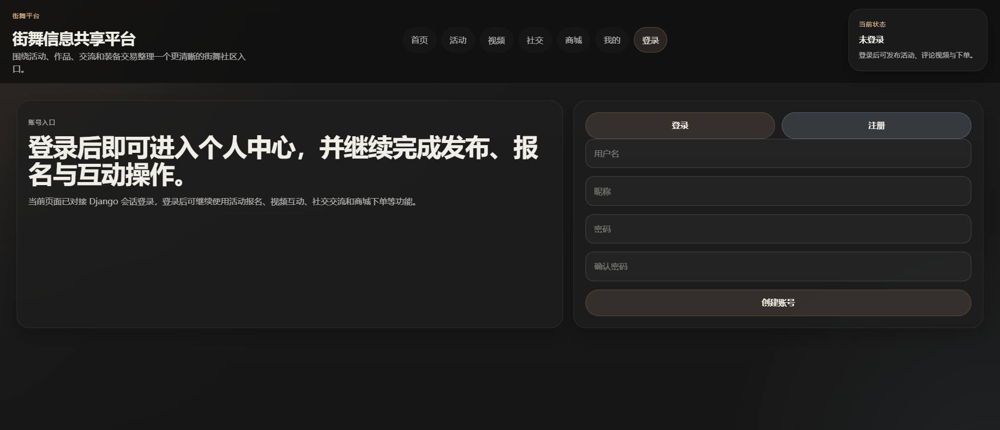 街舞平台
街舞信息共享平台
围绕活动、作品、交流和装备交易整理一个更清晰的街舞社区入
口。
首页
活动
视频
社交
商城
我的
登录
当前状态
未登录
登录后可发布活动、评论视频与下单。
账号入口
登录后即可进入个人中心，并继续完成发布、报
名与互动操作。
当前页面已对接 Django 会话登录，登录后可继续使用活动报名、视频互动、社交交流和商城下单等功能。
登录
注册
用户名
昵称
密码
确认密码
创建账号